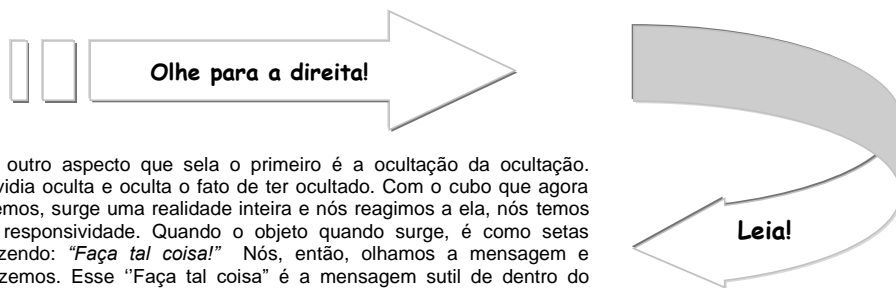 Olhe para a direita!
outro aspecto que sela o primeiro é a ocultação da ocultação.
vidia oculta e oculta o fato de ter ocultado. Com o cubo que agora
emos, surge uma realidade inteira e nós reagimos a ela, nós temos
responsividade. Quando o objeto quando surge, é como setas
zendo: “Faça tal coisa!” Nós, então, olhamos a mensagem e
zemos. Esse ‘’Faça tal coisa” é a mensagem sutil de dentro do
Leia!